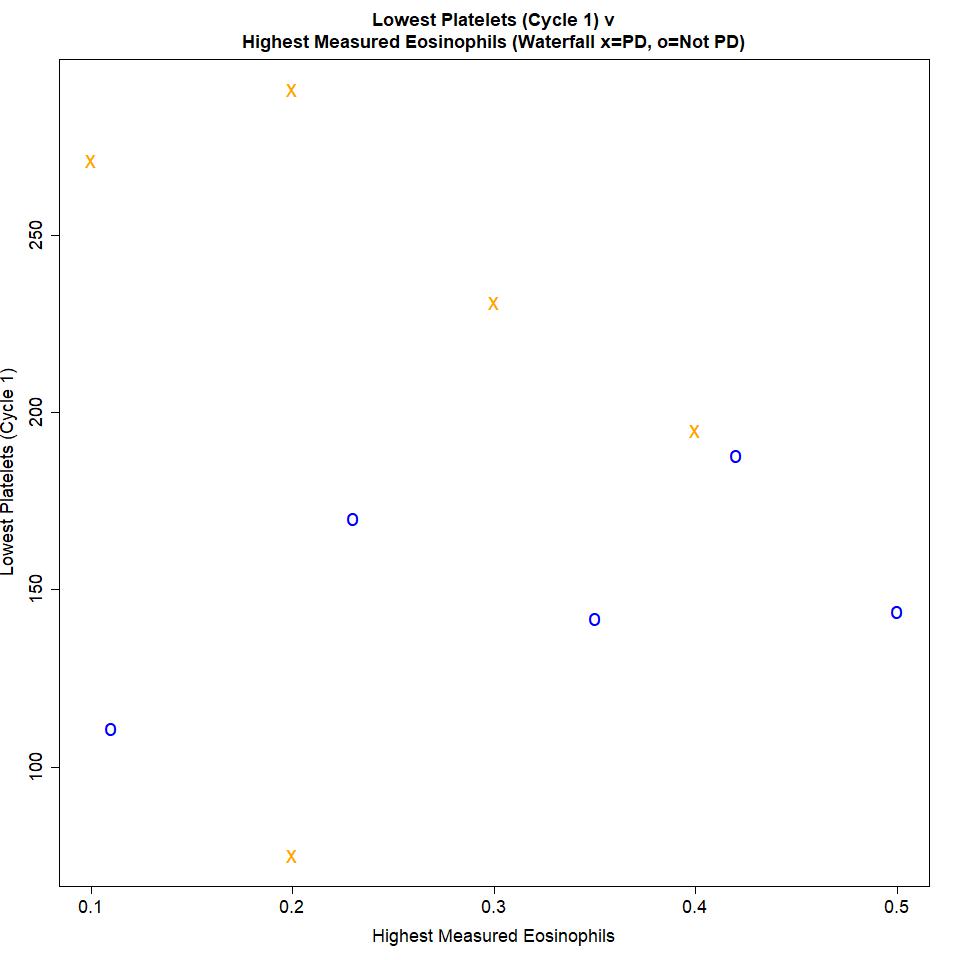 Lowest Platelets (Cycle 1) v
Highest Measured Eosinophils (Waterfall x=PD, o=Not PD)
Lowest Platelets (Cycle 1)
250
200
150
100
x
x
x
x
o
o
o
o
o
x
0.1
0.2
0.3
0.4
0.5
Highest Measured Eosinophils